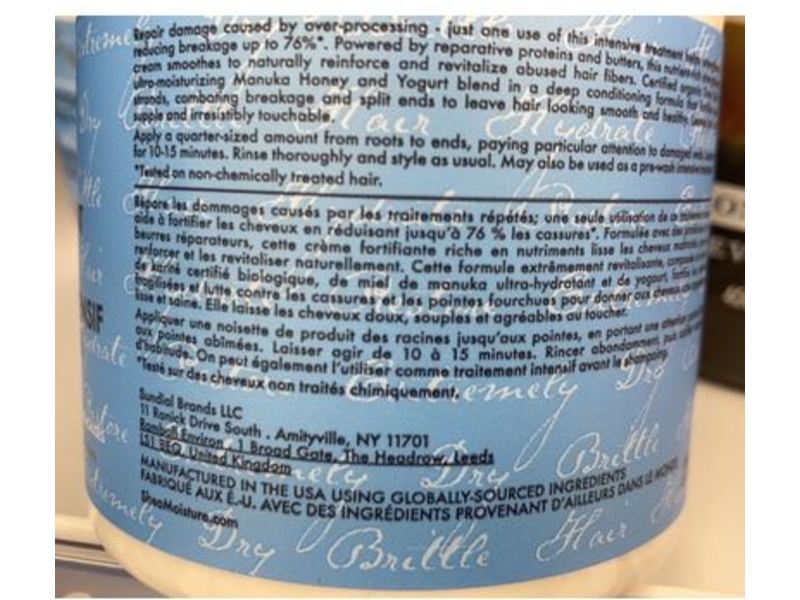 Repair damage caused by over-processing - just one use of this intensive treatment helps
reducing breakage up to 76%*. Powered by reparative proteins and butters, this nutrient-rich
cream smoothes to naturally reinforce and revitalize abused hair fibers. Certified organic
ultra-moisturizing Manuka Honey and Yogurt blend in a deep conditioning formula that
strands, combating breakage and split ends to leave hair looking smooth and healthy.
supple and irresistibly touchable.
Apply a quarter-sized amount from roots to ends, paying particular attention to damaged ends.
for 10-15 minutes. Rinse thoroughly and style as usual. May also be used as a pre-wash intensive
*Tested on non-chemically treated hair.
Répare les dommages causés par les traitements répétés; une seule utilisation de ce
aide à fortifier les cheveux en réduisant jusqu'à 76 % les cassures*. Formulée avec des
beurres réparateurs, cette crème fortifiante riche en nutriments lisse les cheveux
renforcer et les revitaliser naturellement. Cette formule extrêmement revitalisante,
de karité certifié biologique, de miel de manuka ultra-hydratant et de yogourt,
fragilisées et lutte contre les cassures et les pointes fourchues pour donner aux cheveux
lisse et saine. Elle laisse les cheveux doux, souples et agréables au toucher.
Appliquer une noisette de produit des racines jusqu'aux pointes, en portant une
aux pointes abîmées. Laisser agir de 10 à 15 minutes. Rincer abondamment, puis
d'habitude. On peut également l'utiliser comme traitement intensif avant le shampoing.
*Testé sur des cheveux non traités chimiquement.
Sundial Brands LLC
11 Ranick Drive South . Amityville, NY 11701
Ramboll Environ, 1 Broad Gate, The Headrow, Leeds
LS1 8EQ, United Kingdom
MANUFACTURED IN THE USA USING GLOBALLY-SOURCED INGREDIENTS
FABRIQUÉ AUX É.-U. AVEC DES INGRÉDIENTS PROVENANT D'AILLEURS DANS LE MONDE
SheaMoisture.com
Dry Brittle Hair